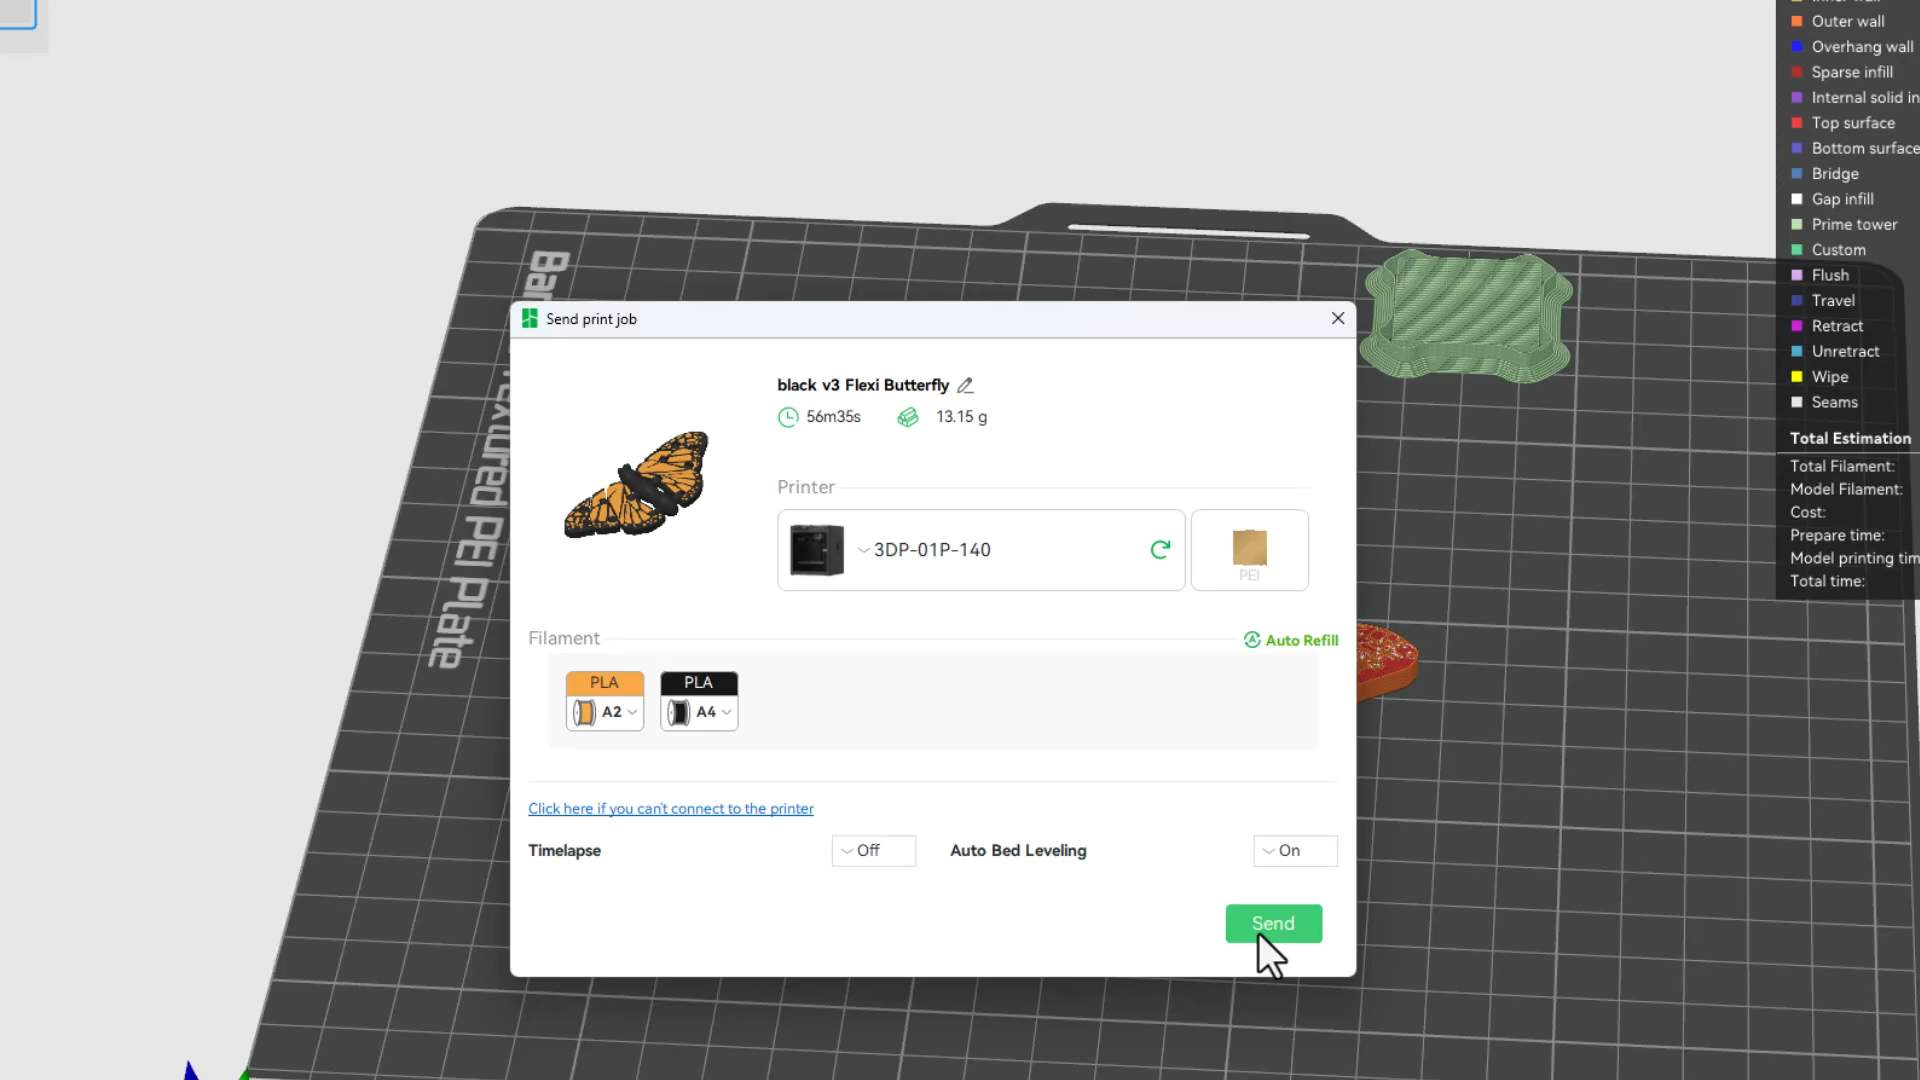 Outer wall
Overhang wall
Sparse infill
Internal solid in
Top surface
Bottom surface
Bridge
Gap infill
Prime tower
Custom
Flush
Travel
Retract
Unretract
Wipe
Seams
Total Estimation
Total Filament:
Model Filament:
Cost:
Prepare time:
Model printing tim
Total time:
Send print job
black v3 Flexi Butterfly
56m35s
13.15 g
Printer
3DP-01P-140
PEI
Filament
Auto Refill
PLA
A2
PLA
A4
Click here if you can't connect to the printer
Timelapse
Off
Auto Bed Leveling
On
Send
Bam
extured PEI Plate